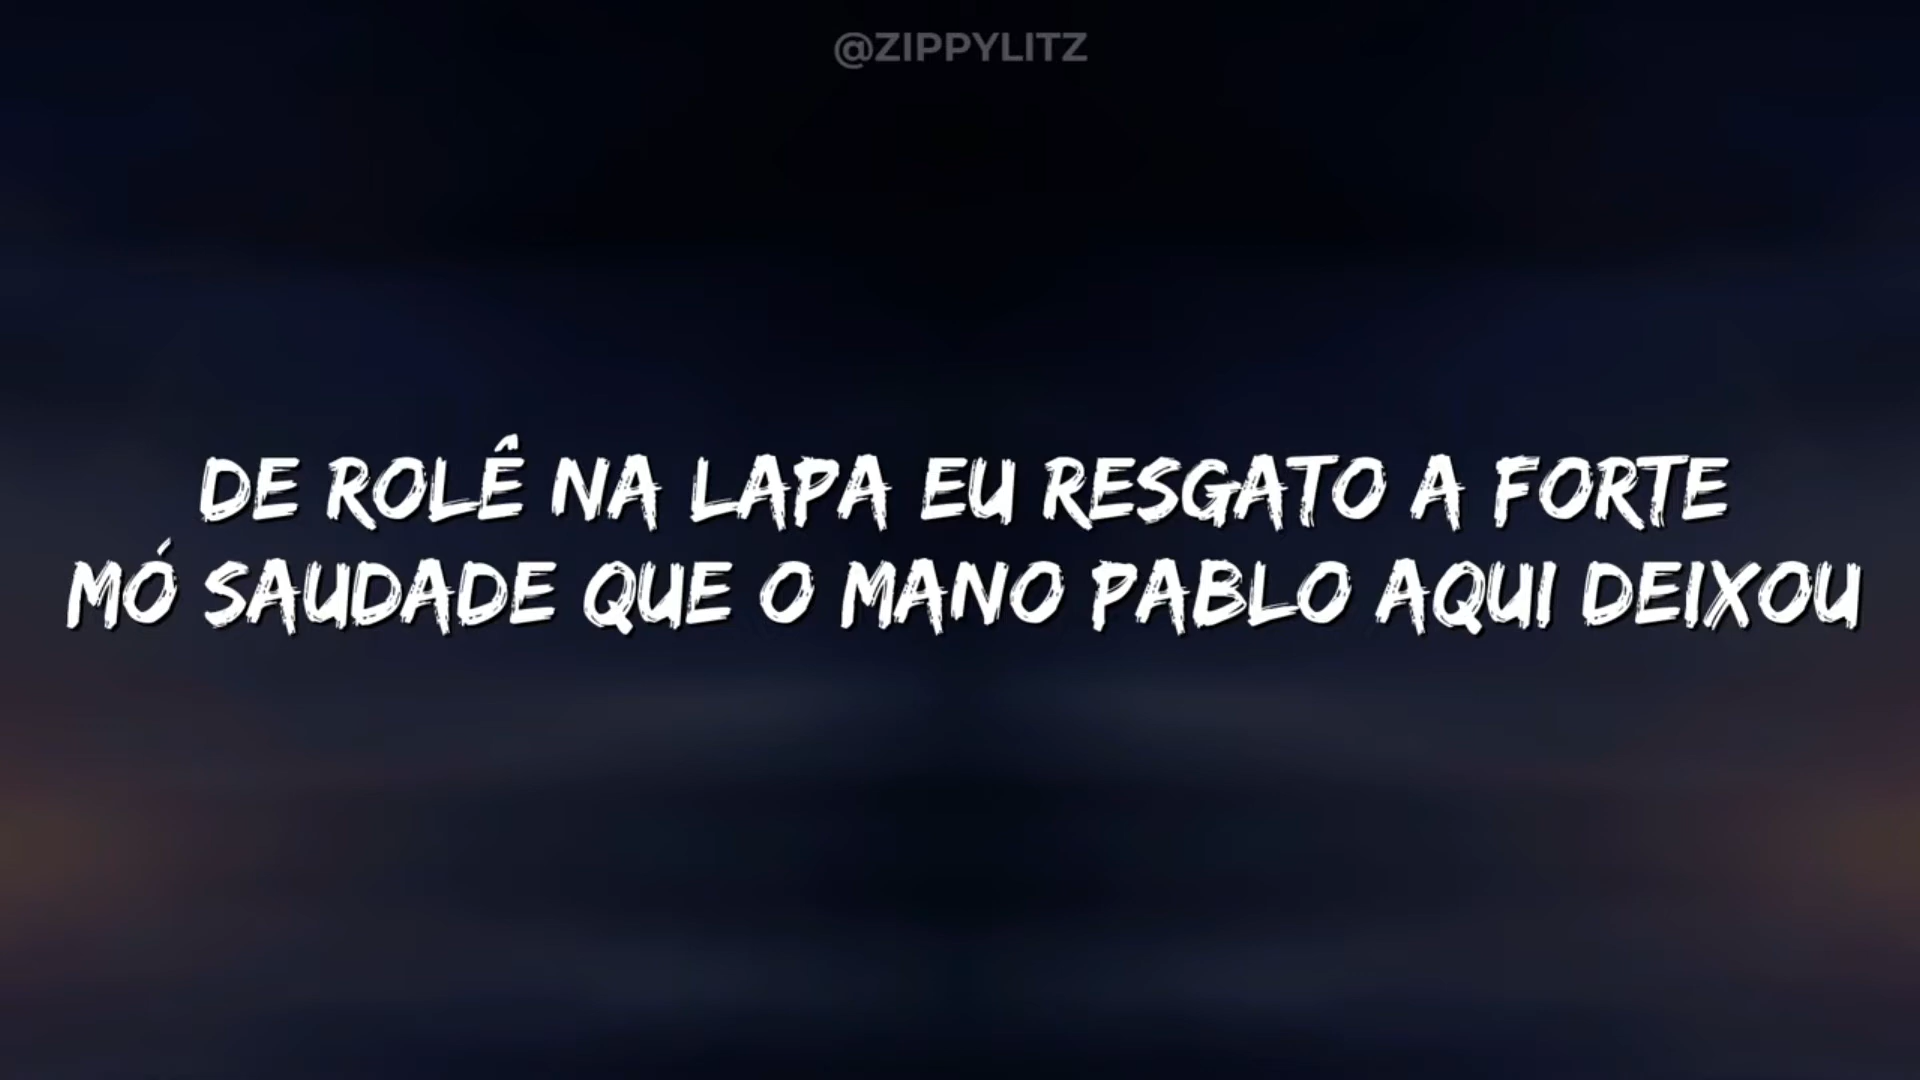 @ZIPPYLITZ
DE ROLÊ NA LAPA EU RESGATO A FORTE
MÓ SAUDADE QUE O MANO PABLO AQUI DEIXOU